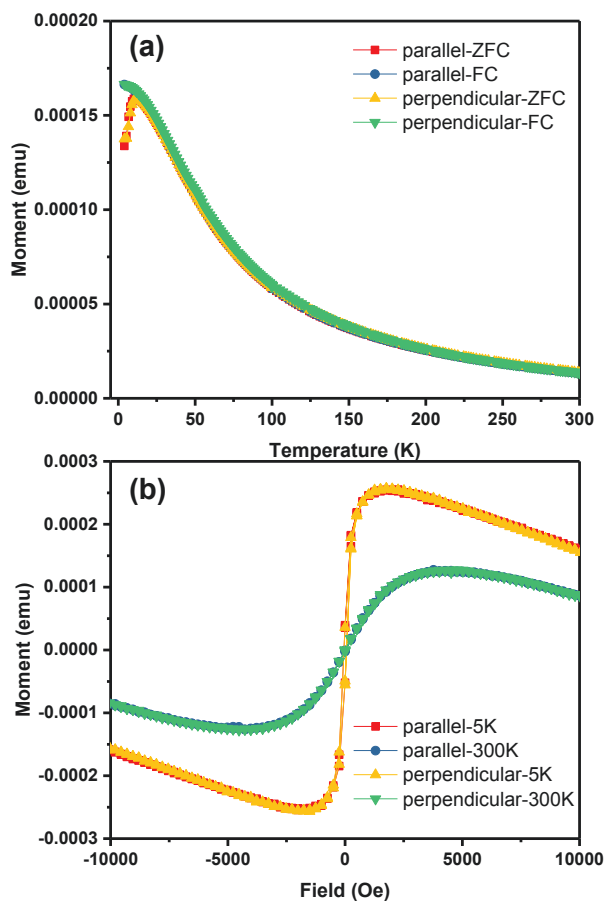 (a)
parallel-ZFC
parallel-FC
perpendicular-ZFC
perpendicular-FC
Moment (emu)
0.00020
0.00015
0.00010
0.00005
0.00000
0 50 100 150 200 250 300
Temperature (K)
(b)
parallel-5K
parallel-300K
perpendicular-5K
perpendicular-300K
Moment (emu)
0.0003
0.0002
0.0001
0.0000
-0.0001
-0.0002
-0.0003
-10000 -5000 0 5000 10000
Field (Oe)